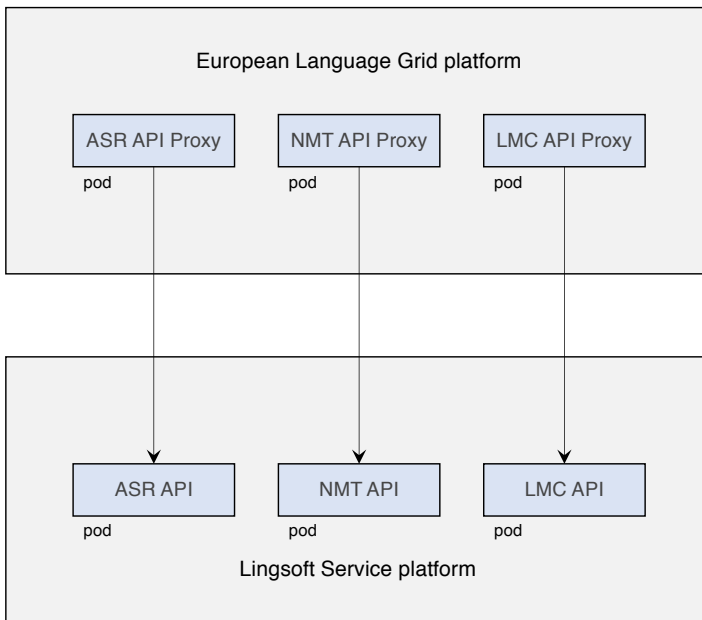 European Language Grid platform
ASR API Proxy
NMT API Proxy
LMC API Proxy
pod
pod
pod
ASR API
NMT API
LMC API
pod
pod
pod
Lingsoft Service platform